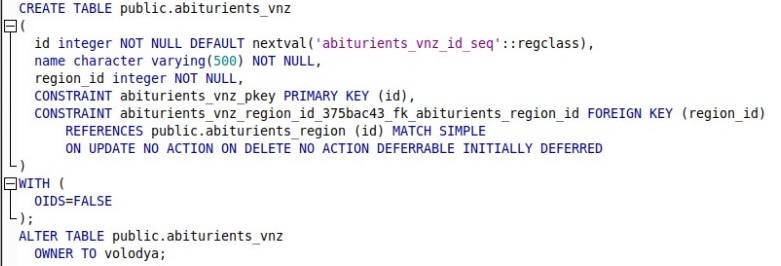 CREATE TABLE public.abiturients_vnz
(
id integer NOT NULL DEFAULT nextval('abiturients_vnz_id_seq'::regclass),
name character varying(500) NOT NULL,
region_id integer NOT NULL,
CONSTRAINT abiturients_vnz_pkey PRIMARY KEY (id),
CONSTRAINT abiturients_vnz_region_id_375bac43_fk_abiturients_region_id FOREIGN KEY (region_id)
REFERENCES public.abiturients_region (id) MATCH SIMPLE
ON UPDATE NO ACTION ON DELETE NO ACTION DEFERRABLE INITIALLY DEFERRED
)
WITH (
OIDS=FALSE
);
ALTER TABLE public.abiturients_vnz
OWNER TO volodya;